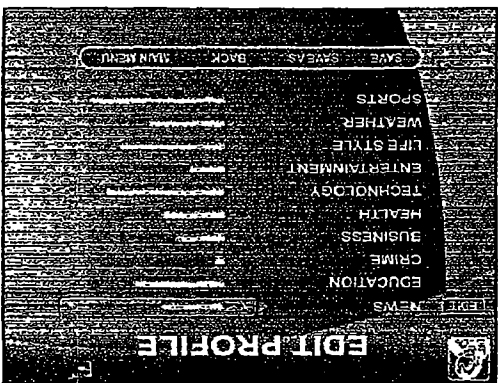 EDIT PROFILE
EDIT NEWS
EDUCATION
CRIME
BUSINESS
HEALTH
TECHNOLOGY
ENTERTAINMENT
LIFE STYLE
WEATHER
SPORTS
SAVE SAVE AS BACK MAIN MENU